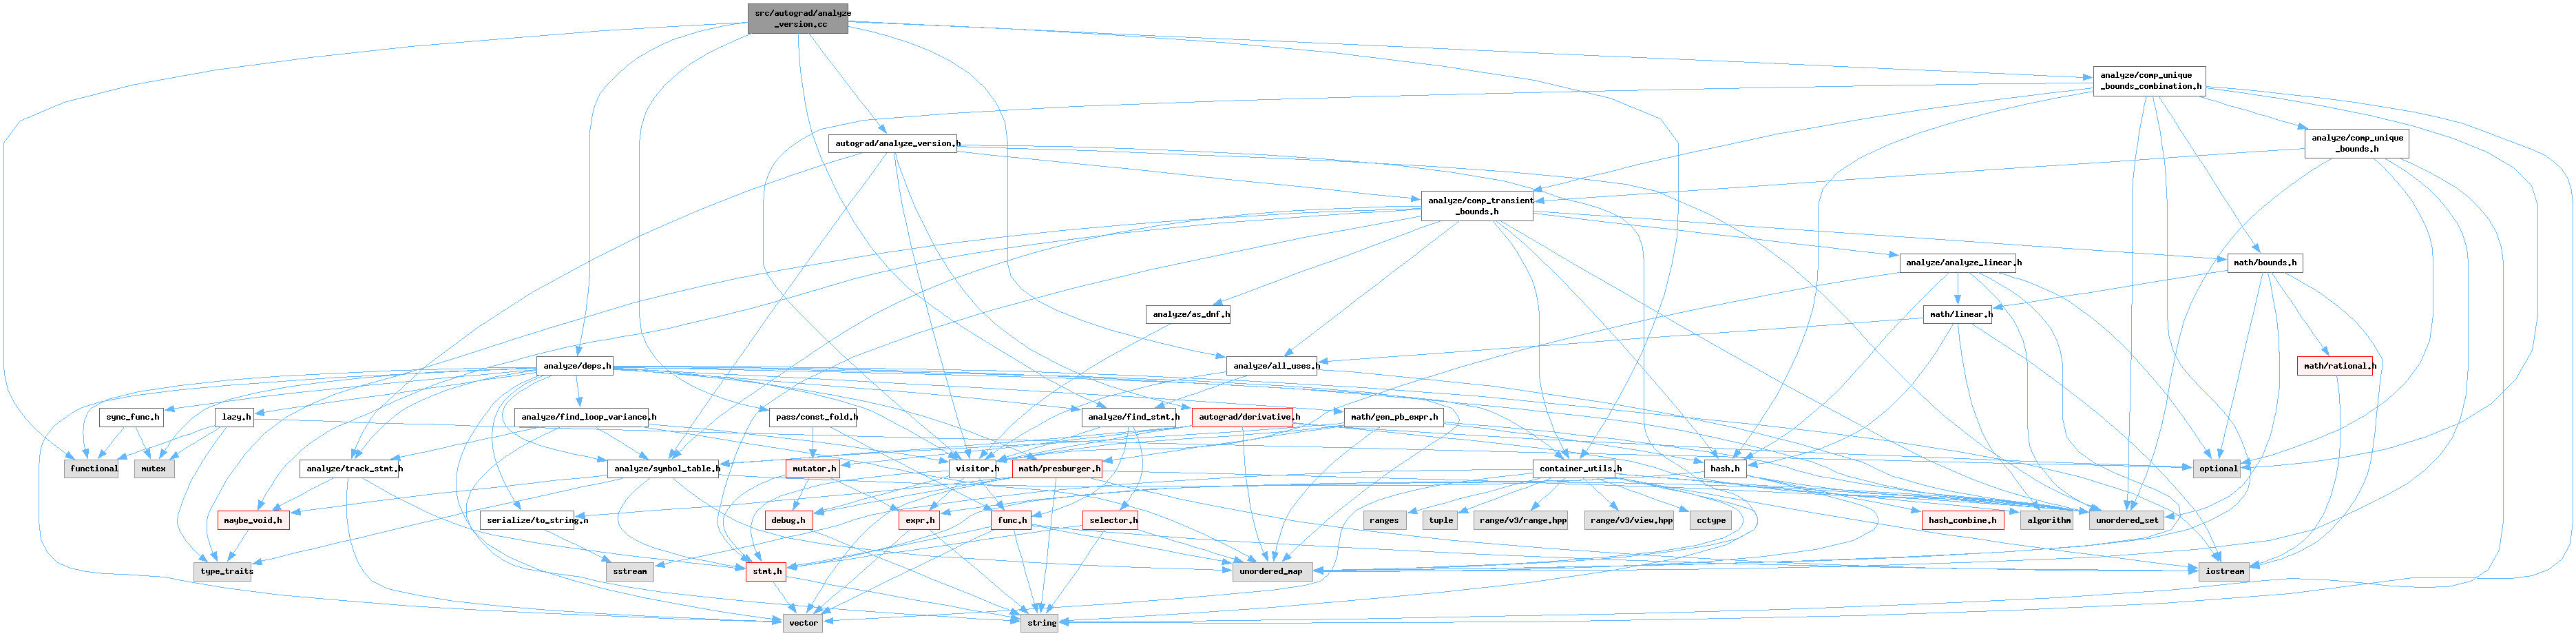 src/autograd/analyze
_version.cc
analyze/comp_unique
_bounds_combination.h
autograd/analyze_version.h
analyze/comp_unique
_bounds.h
analyze/comp_transient
_bounds.h
analyze/analyze_linear.h
math/bounds.h
analyze/as_dnf.h
math/linear.h
analyze/deps.h
analyze/all_uses.h
math/rational.h
sync_func.h
lazy.h
analyze/find_loop_variance.h
pass/const_fold.h
analyze/find_stmt.h
autograd/derivative.h
math/gen_pb_expr.h
functional
mutex
analyze/track_stmt.h
analyze/symbol_table.h
mutator.h
visitor.h
math/presburger.h
container_utils.h
hash.h
optional
maybe_void.h
serialize/to_string.h
debug.h
expr.h
func.h
selector.h
ranges
tuple
range/v3/range.hpp
range/v3/view.hpp
cctype
hash_combine.h
algorithm
unordered_set
type_traits
sstream
stmt.h
unordered_map
iostream
vector
string